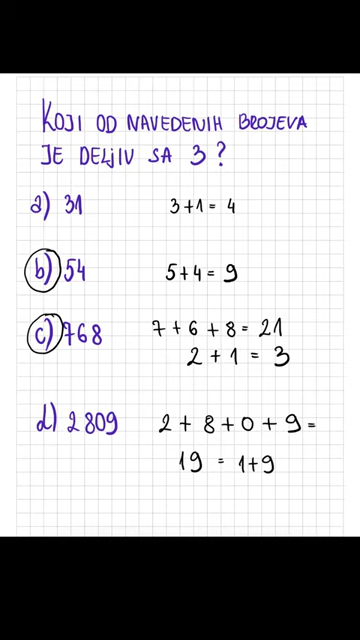 KOJI OD NAVEDENIH BROJEVA
JE DELJIV SA 3?
a) 31 3+1=4
b) 54 5+4=9
c) 768 7+6+8=21
2+1=3
d) 2809 2+8+0+9=
19=1+9